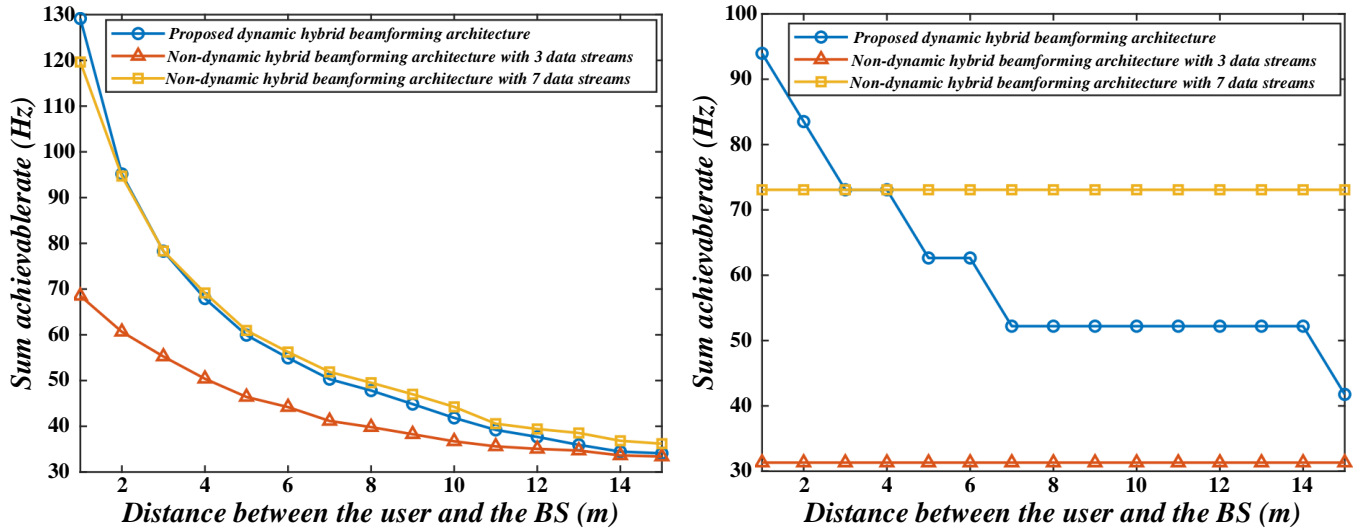 130
120
110
100
90
80
70
60
50
40
30
Sum achievablerate (Hz)
Proposed dynamic hybrid beamforming architecture
Non-dynamic hybrid beamforming architecture with 3 data streams
Non-dynamic hybrid beamforming architecture with 7 data streams
2 4 6 8 10 12 14
Distance between the user and the BS (m)
100
90
80
70
60
50
40
30
Sum achievablerate (Hz)
Proposed dynamic hybrid beamforming architecture
Non-dynamic hybrid beamforming architecture with 3 data streams
Non-dynamic hybrid beamforming architecture with 7 data streams
2 4 6 8 10 12 14
Distance between the user and the BS (m)